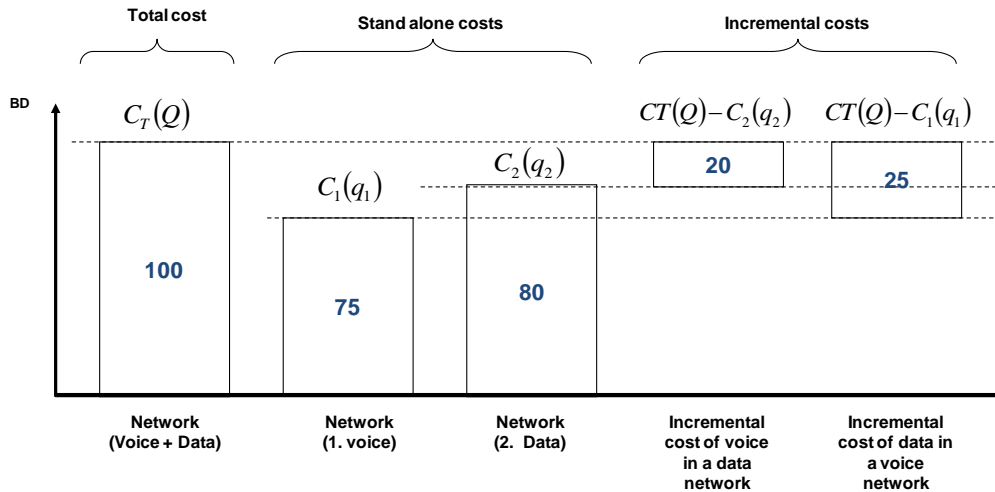 Total cost
Stand alone costs
Incremental costs
BD
C_T(Q)
C_1(q_1)
C_2(q_2)
CT(Q)−C_2(q_2)
CT(Q)−C_1(q_1)
100
75
80
20
25
Network
(Voice + Data)
Network
(1. voice)
Network
(2. Data)
Incremental
cost of voice
in a data
network
Incremental
cost of data in
a voice
network